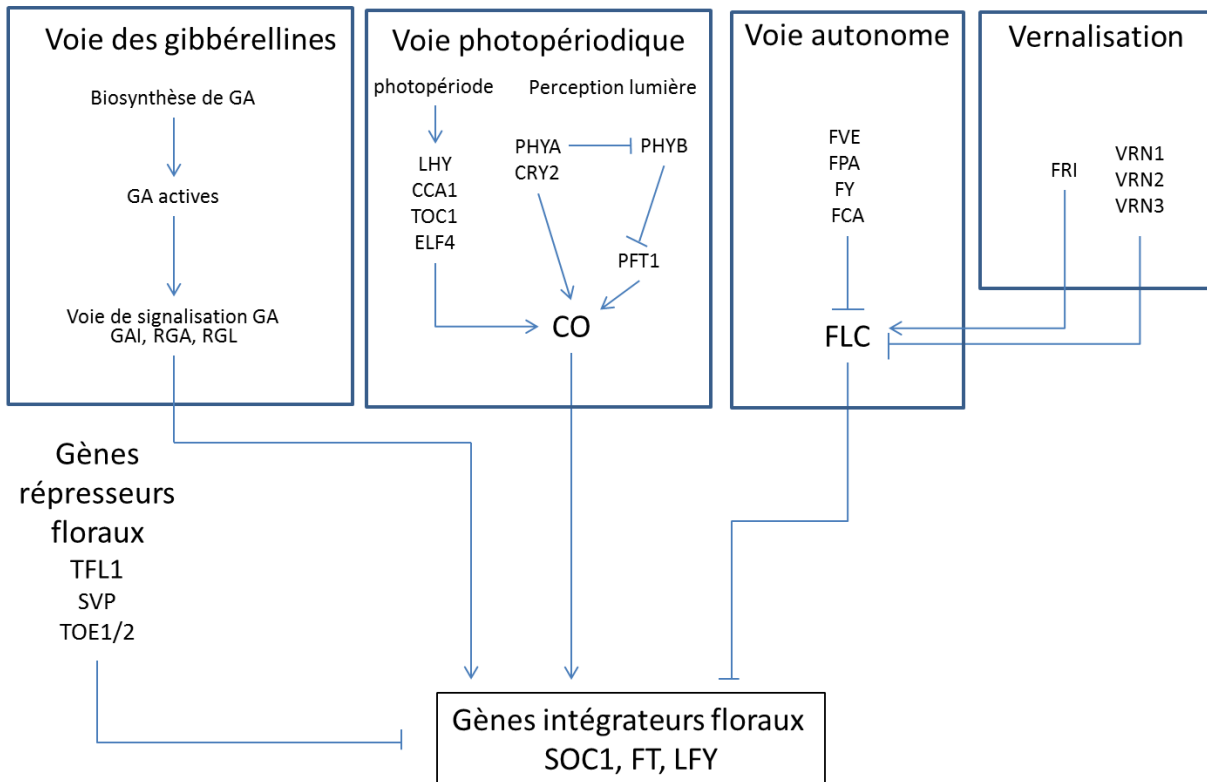 Voie des gibbérellines
Biosynthèse de GA
GA actives
Voie de signalisation GA
GAI, RGA, RGL
Voie photopériodique
photopériode
LHY
CCA1
TOC1
ELF4
Perception lumière
PHYA
CRY2
PHYB
PFT1
CO
Voie autonome
FVE
FPA
FY
FCA
FLC
Vernalisation
FRI
VRN1
VRN2
VRN3
Gènes
répresseurs
floraux
TFL1
SVP
TOE1/2
Gènes intégrateurs floraux
SOC1, FT, LFY